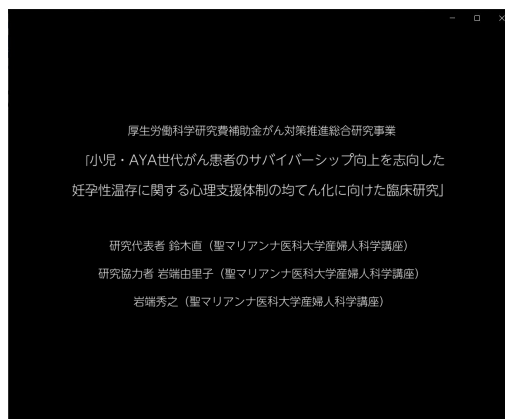 厚生労働科学研究費補助金がん対策推進総合研究事業
「小児・AYA世代がん患者のサバイバーシップ向上を志向した
妊孕性温存に関する心理支援体制の均てん化に向けた臨床研究」
研究代表者 鈴木直（聖マリアンナ医科大学産婦人科学講座）
研究協力者 岩端由里子（聖マリアンナ医科大学産婦人科学講座）
岩端秀之（聖マリアンナ医科大学産婦人科学講座）